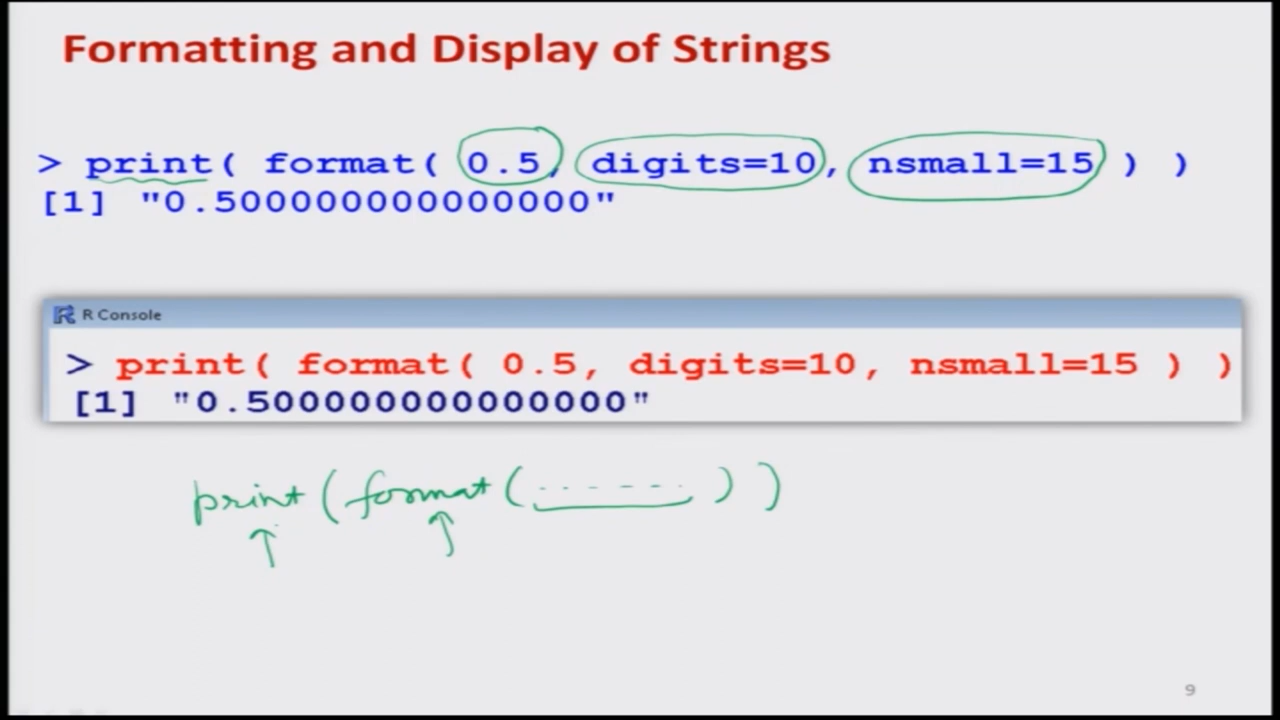 Formatting and Display of Strings
> print( format( 0.5, digits=10, nsmall=15 ) )
[1] "0.500000000000000"
R Console
> print( format( 0.5, digits=10, nsmall=15 ) )
[1] "0.500000000000000"
print (format (- - - - - -) )
9